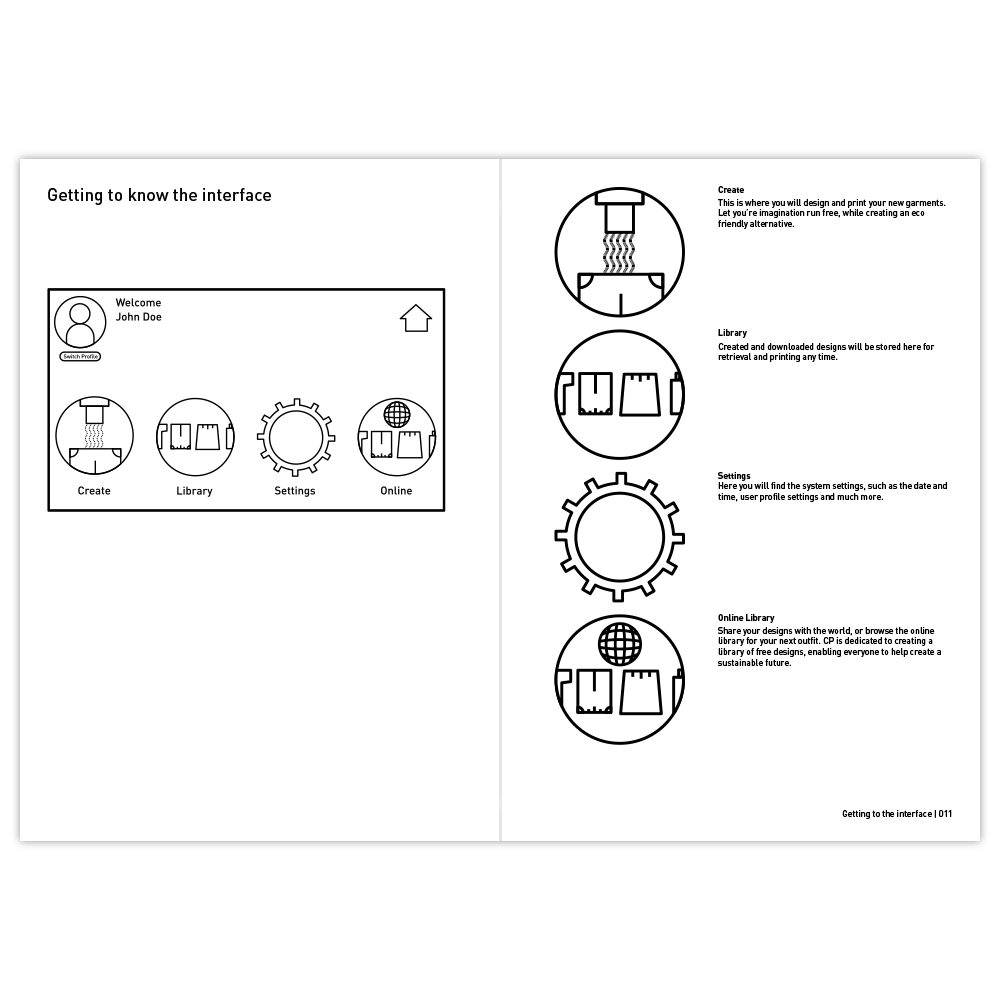 Getting to know the interface
Welcome
John Doe
Switch Profile
Create
Library
Settings
Online
Create
This is where you will design and print your new garments.
Let you're imagination run free, while creating an eco
friendly alternative.
Library
Created and downloaded designs will be stored here for
retrieval and printing any time.
Settings
Here you will find the system settings, such as the date and
time, user profile settings and much more.
Online Library
Share your designs with the world, or browse the online
library for your next outfit. CP is dedicated to creating a
library of free designs, enabling everyone to help create a
sustainable future.
Getting to the interface | 011